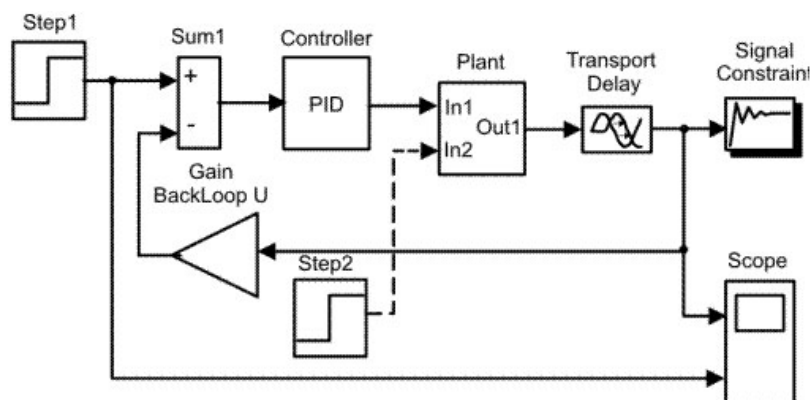 Step1
Sum1
Controller
Plant
Transport
Delay
Signal
Constraint
+
-
PID
In1
In2
Out1
Gain
BackLoop U
Step2
Scope